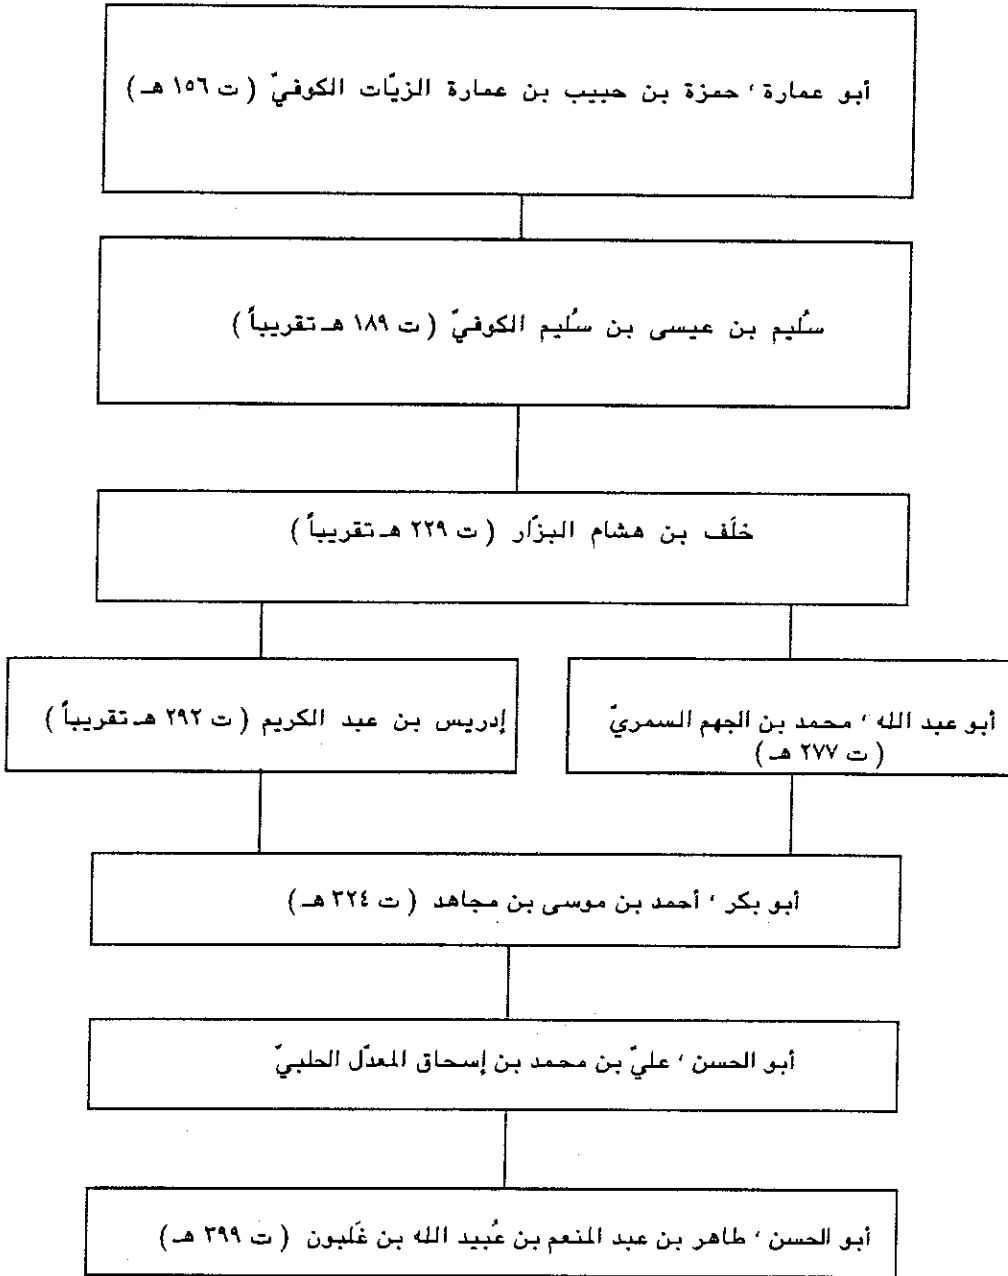 أبو عمارة ، حمزة بن حبيب بن عمارة الزيّات الكوفيّ ( ت ١٥٦ هـ )
سُليم بن عيسى بن سُليم الكوفيّ ( ت ١٨٩ هـ تقريباً )
خلَف بن هشام البزّار ( ت ٢٢٩ هـ تقريباً )
أبو عبد الله ، محمد بن الجهم السمريّ
( ت ٢٧٧ هـ )
إدريس بن عبد الكريم ( ت ٢٩٢ هـ تقريباً )
أبو بكر ، أحمد بن موسى بن مجاهد ( ت ٣٢٤ هـ )
أبو الحسن ، عليّ بن محمد بن إسحاق المعدّل الحلبيّ
أبو الحسن ، طاهر بن عبد المنعم بن عُبيد الله بن غَلبون ( ت ٣٩٩ هـ )